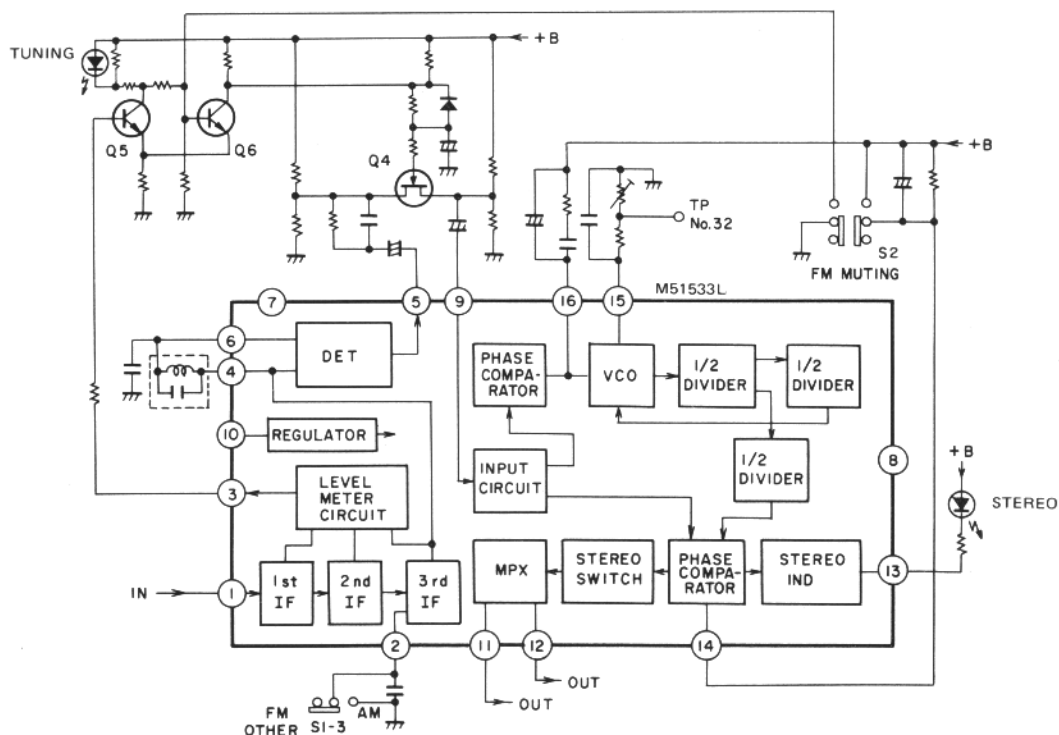 TUNING
+B
Q5
Q6
Q4
+B
TP
No.32
S2
FM MUTING
M51533L
7
5
9
16
15
6
4
DET
PHASE
COMPA-
RATOR
VCO
1/2
DIVIDER
1/2
DIVIDER
10
REGULATOR
INPUT
CIRCUIT
1/2
DIVIDER
8
+B
3
LEVEL
METER
CIRCUIT
STEREO
IN
1
1st
IF
2nd
IF
3rd
IF
MPX
STEREO
SWITCH
PHASE
COMPA-
RATOR
STEREO
IND
13
2
11
12
14
OUT
OUT
FM
OTHER
S1-3
AM